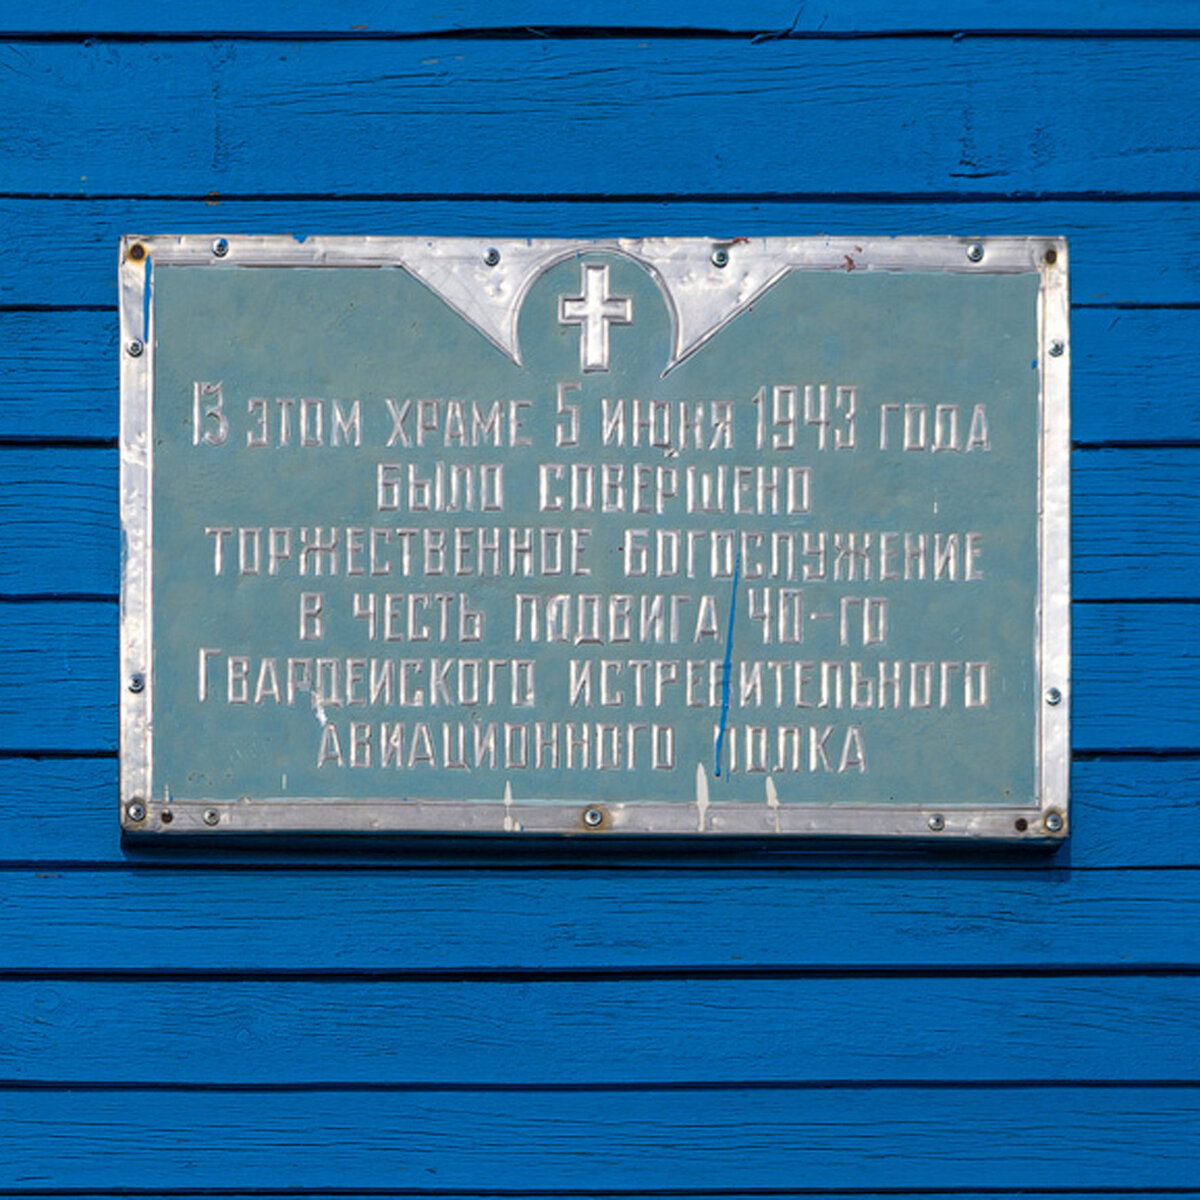 В этом храме 5 июня 1943 года
было совершено
торжественное богослужение
в честь подвига 40-го
Гвардейского истребительного
авиационного полка